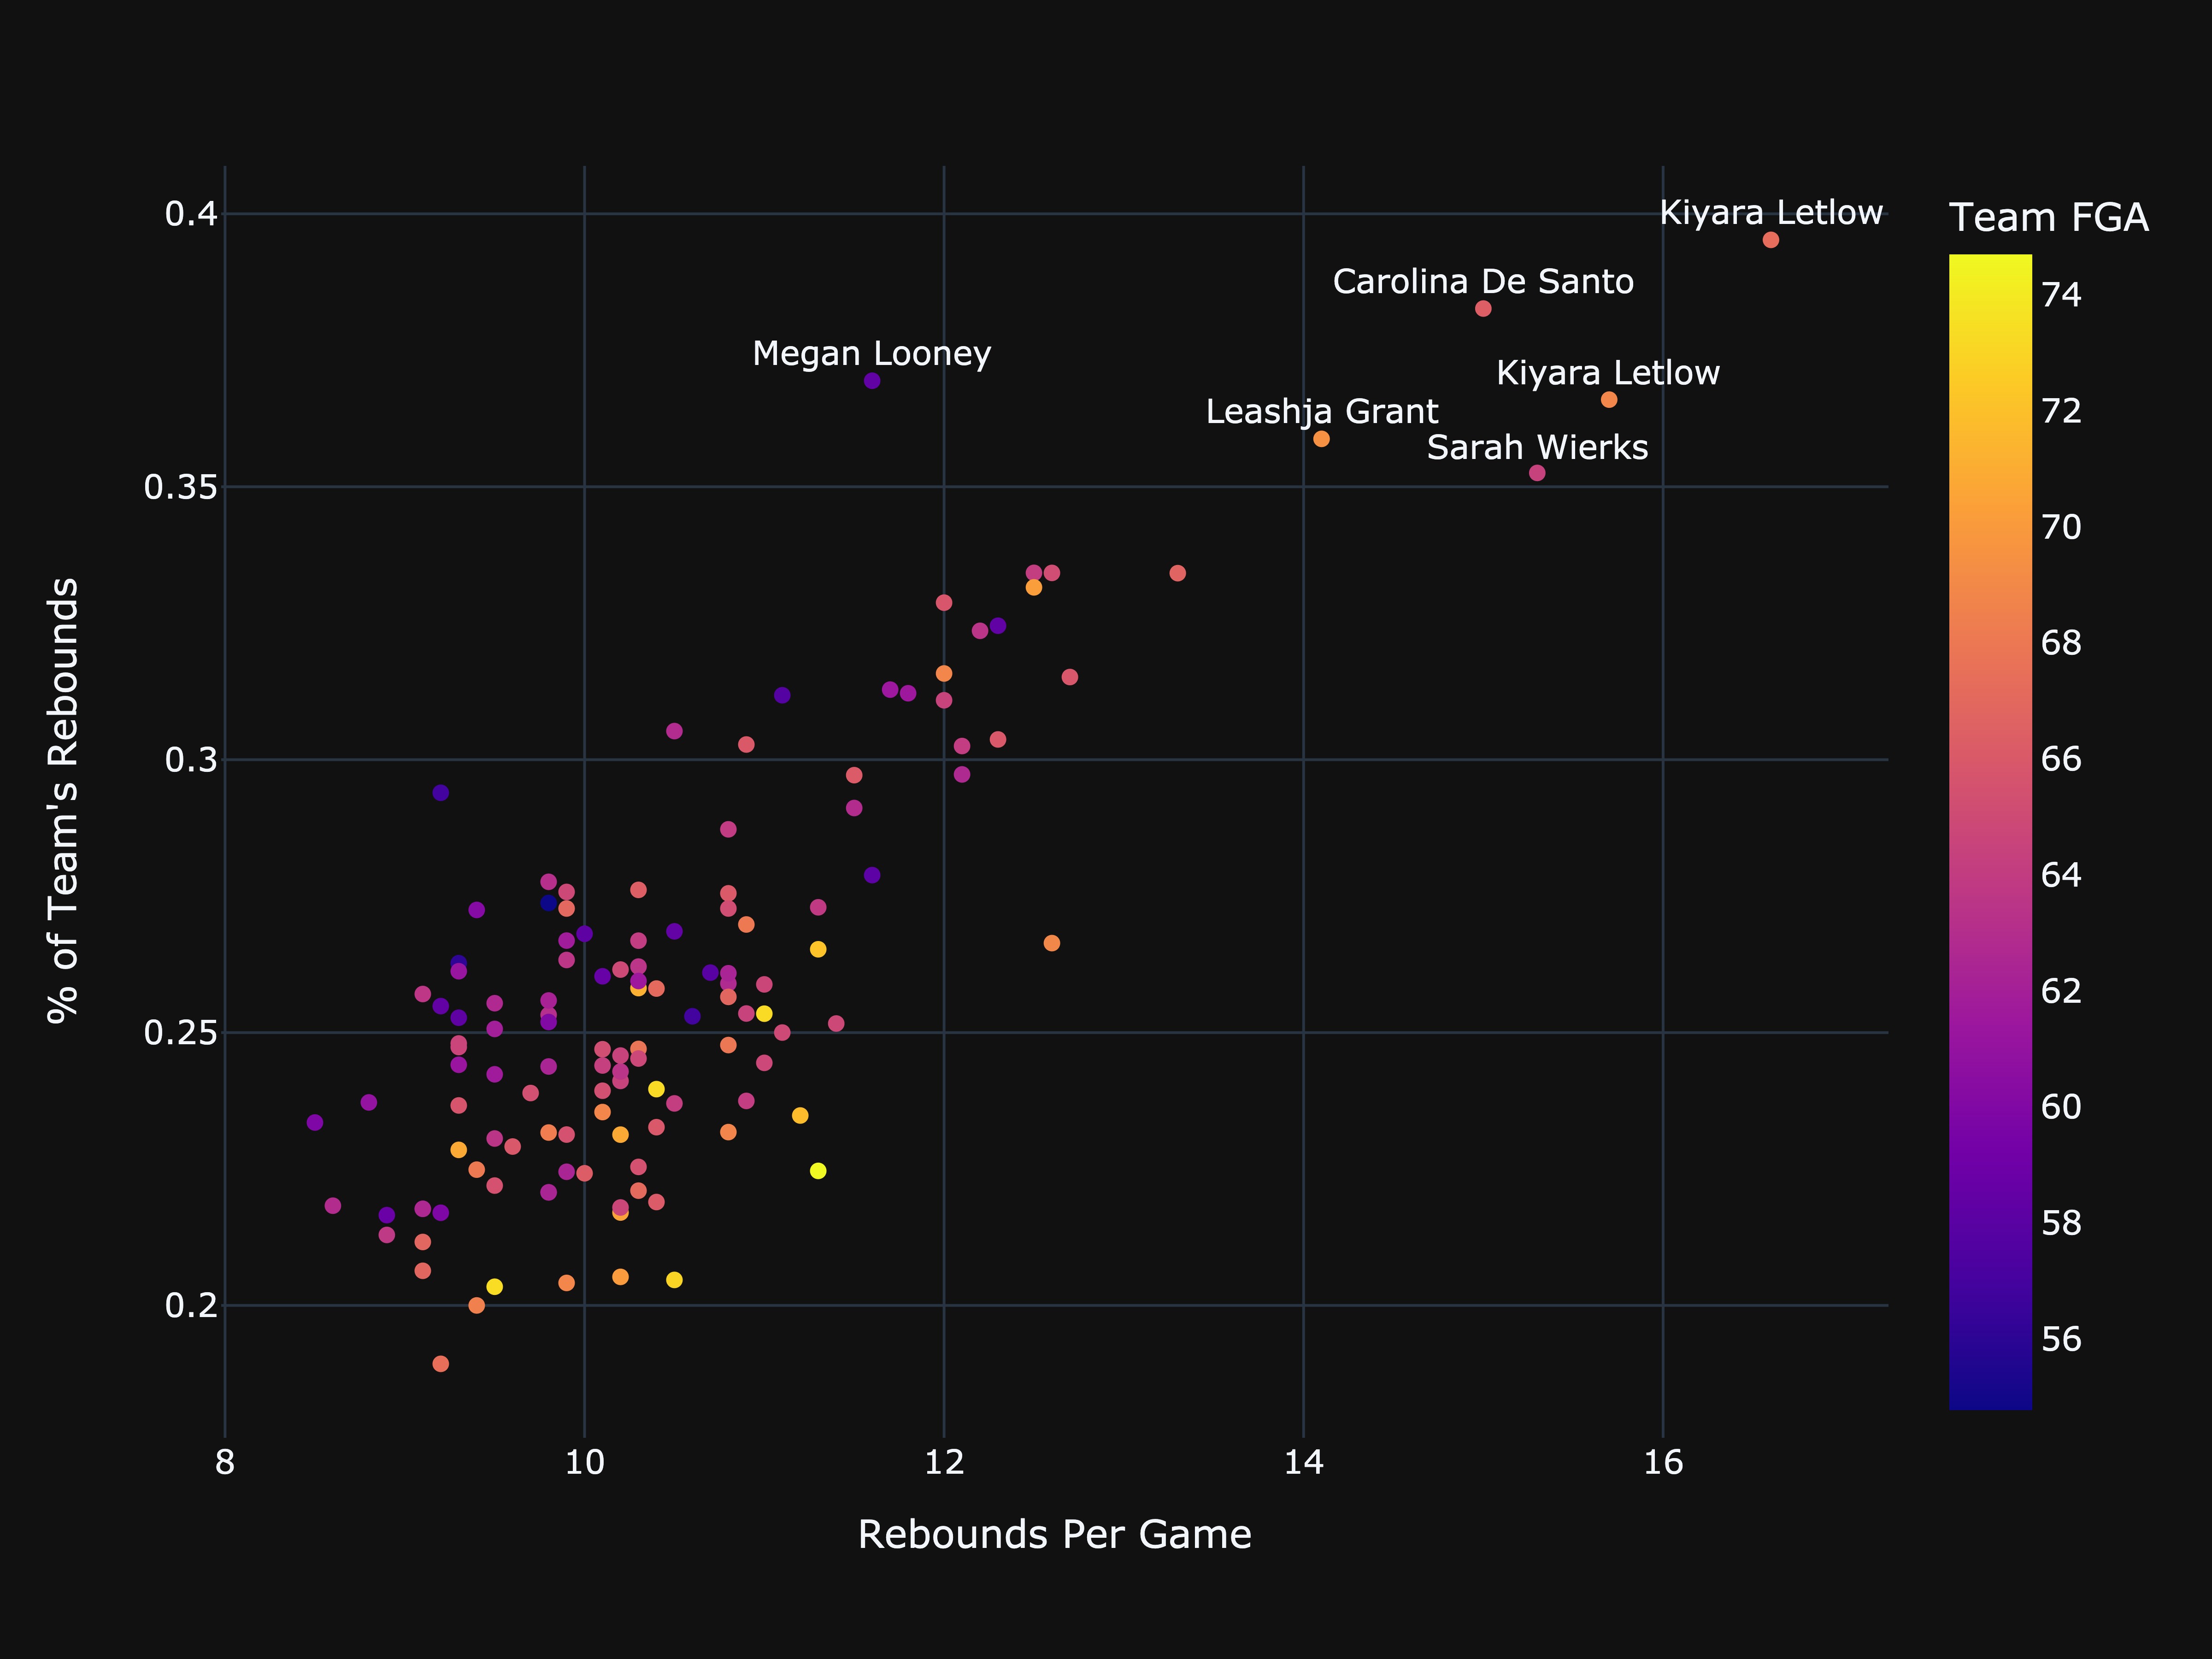 0.4
0.35
0.3
0.25
0.2
% of Team's Rebounds
Kiyara Letlow
Carolina De Santo
Megan Looney
Kiyara Letlow
Leashja Grant
Sarah Wierks
8
10
12
14
16
Rebounds Per Game
Team FGA
74
72
70
68
66
64
62
60
58
56